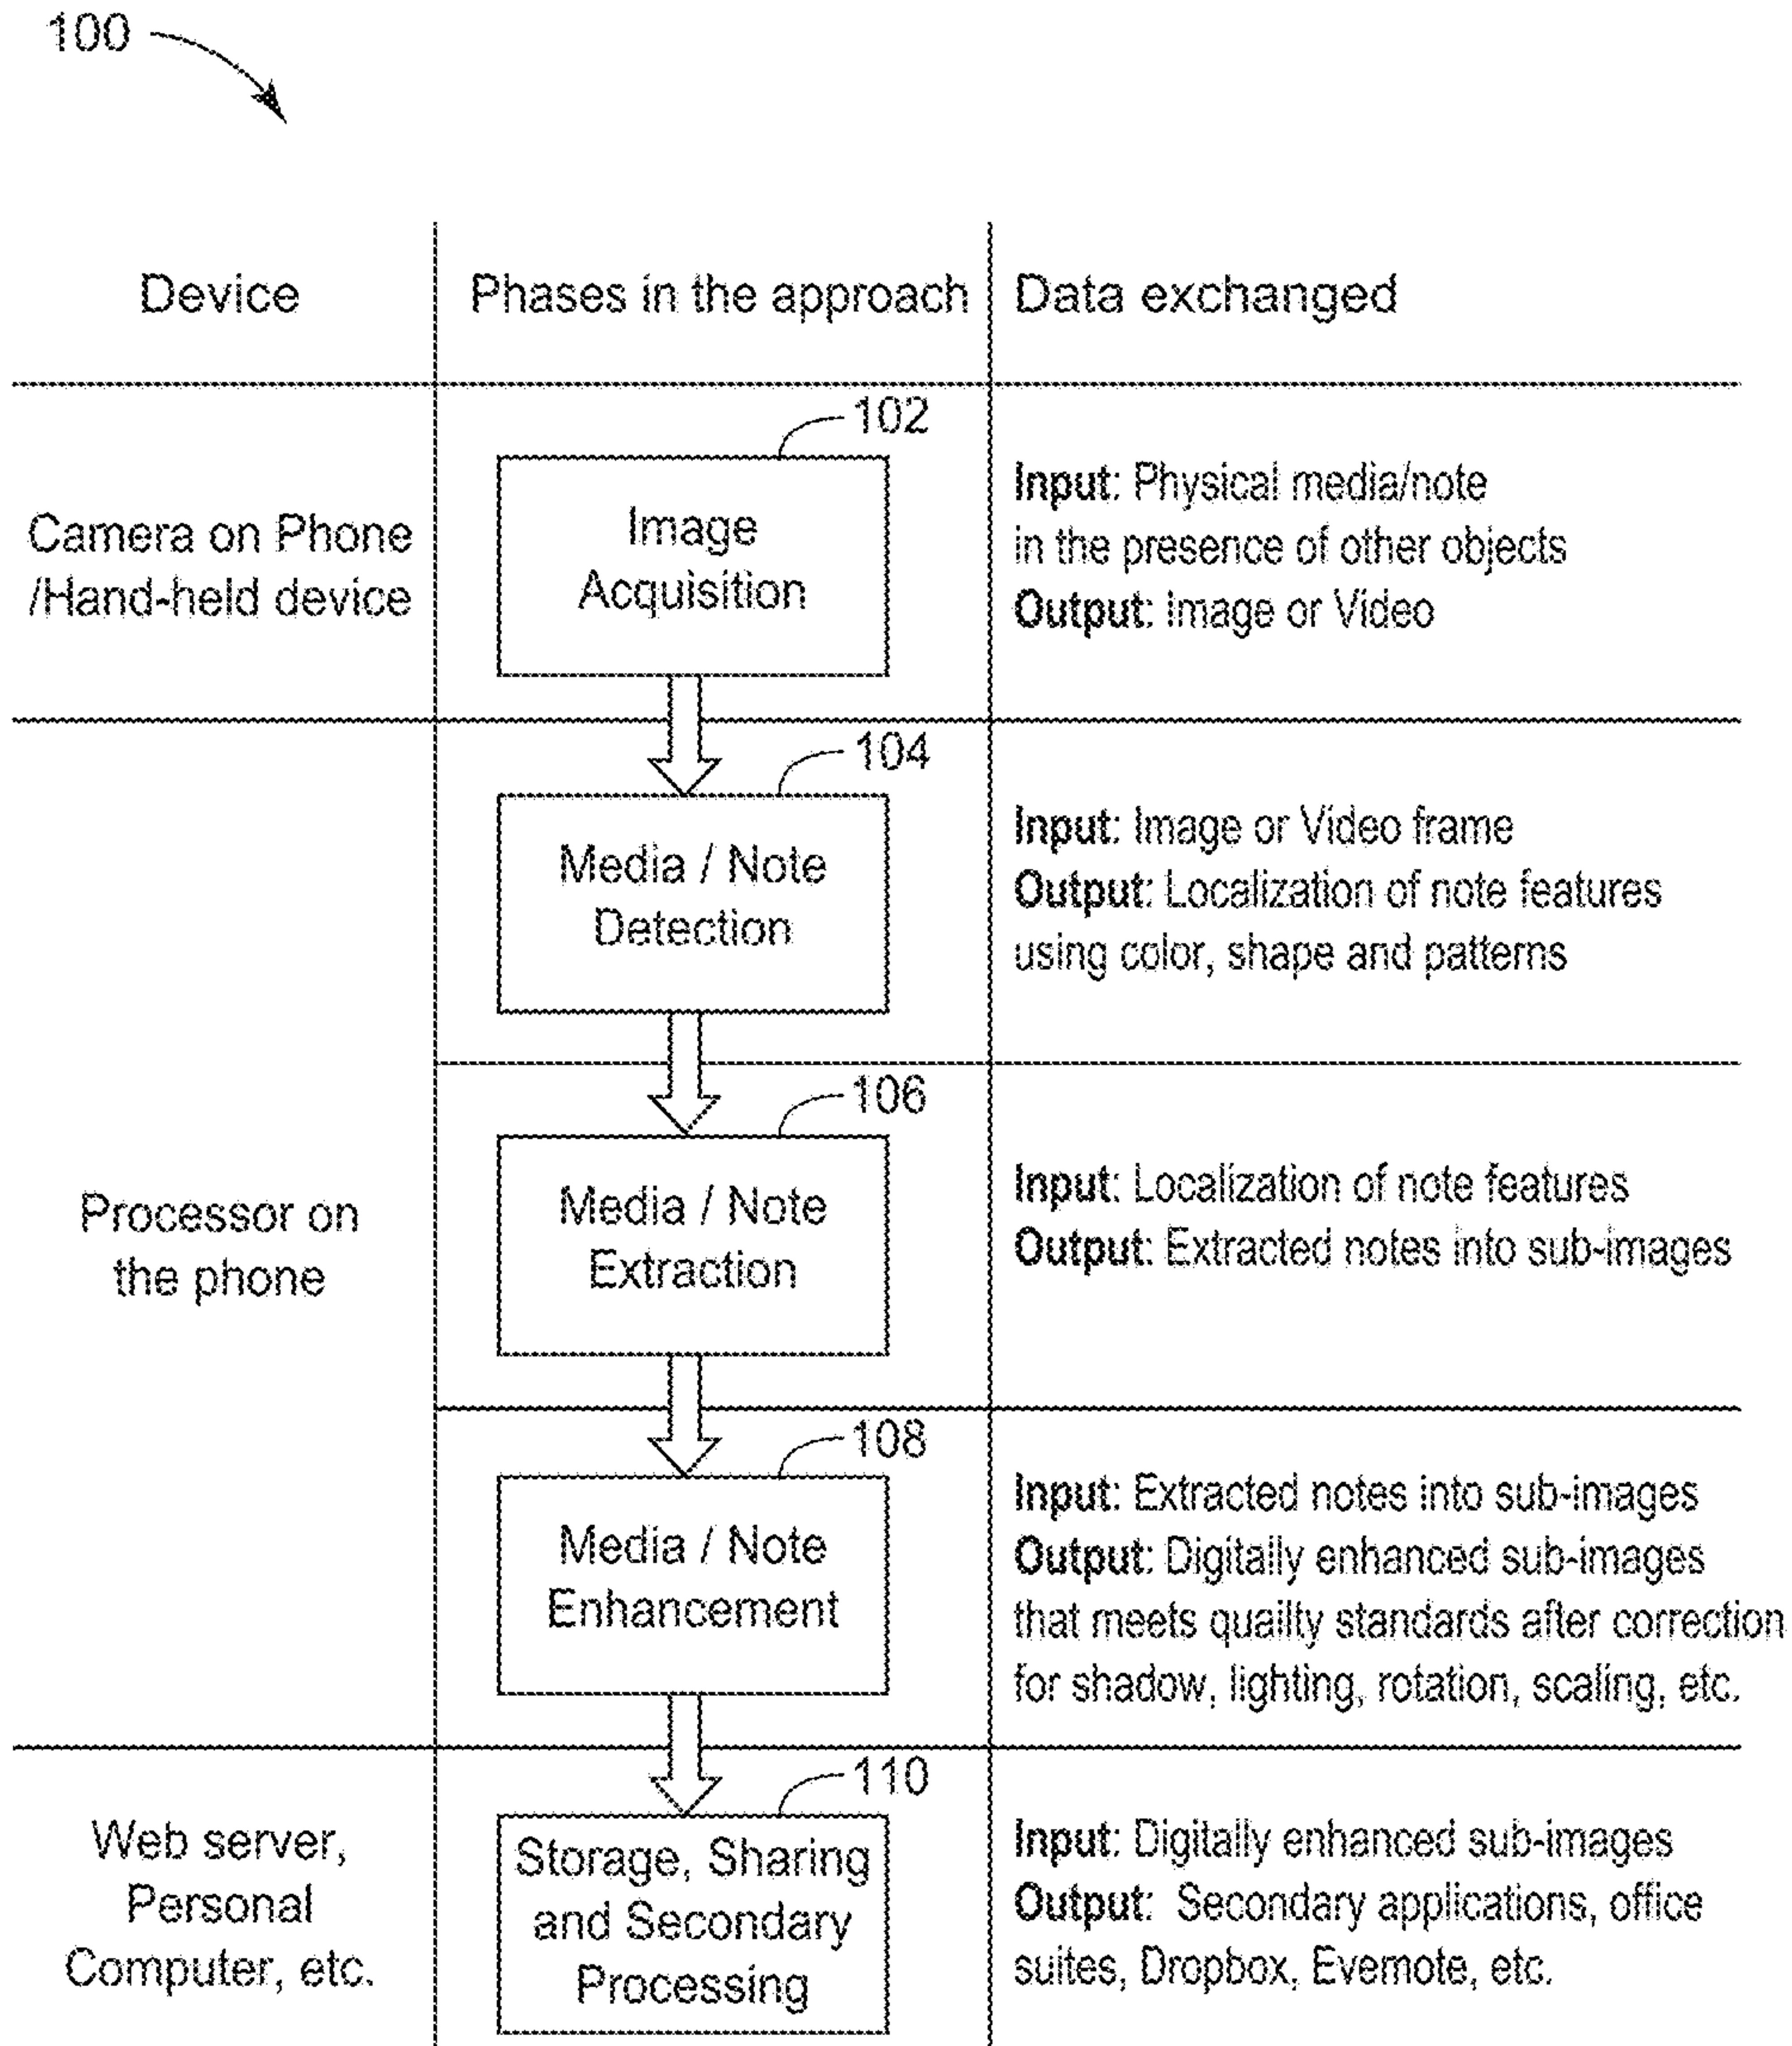 100
Device
Phases in the approach
Data exchanged
102
Camera on Phone
/Hand-held device
Image
Acquisition
Input: Physical media/note
in the presence of other objects
Output: Image or Video
104
Media / Note
Detection
Input: Image or Video frame
Output: Localization of note features
using color, shape and patterns
Processor on
the phone
106
Media / Note
Extraction
Input: Localization of note features
Output: Extracted notes into sub-images
108
Media / Note
Enhancement
Input: Extracted notes into sub-images
Output: Digitally enhanced sub-images
that meets quailty standards after correction
for shadow, lighting, rotation, scaling, etc.
110
Web server,
Personal
Computer, etc.
Storage, Sharing
and Secondary
Processing
Input: Digitally enhanced sub-images
Output: Secondary applications, office
suites, Dropbox, Evernote, etc.